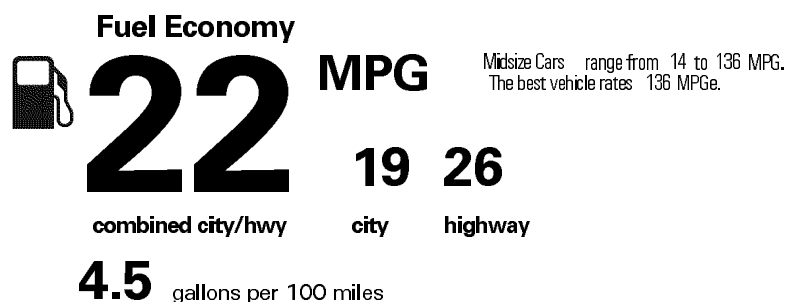 Fuel Economy
22 MPG
Midsize Cars range from 14 to 136 MPG.
The best vehicle rates 136 MPGe.
19 26
combined city/hwy city highway
4.5 gallons per 100 miles